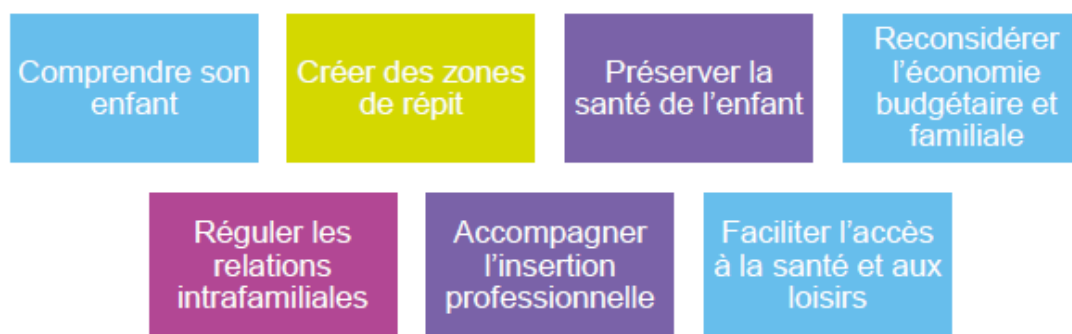 Comprendre son
enfant
Créer des zones
de répit
Préserver la
santé de l'enfant
Reconsidérer
l'économie
budgétaire et
familiale
Réguler les
relations
intrafamiliales
Accompagner
l'insertion
professionnelle
Faciliter l'accès
à la santé et aux
loisirs